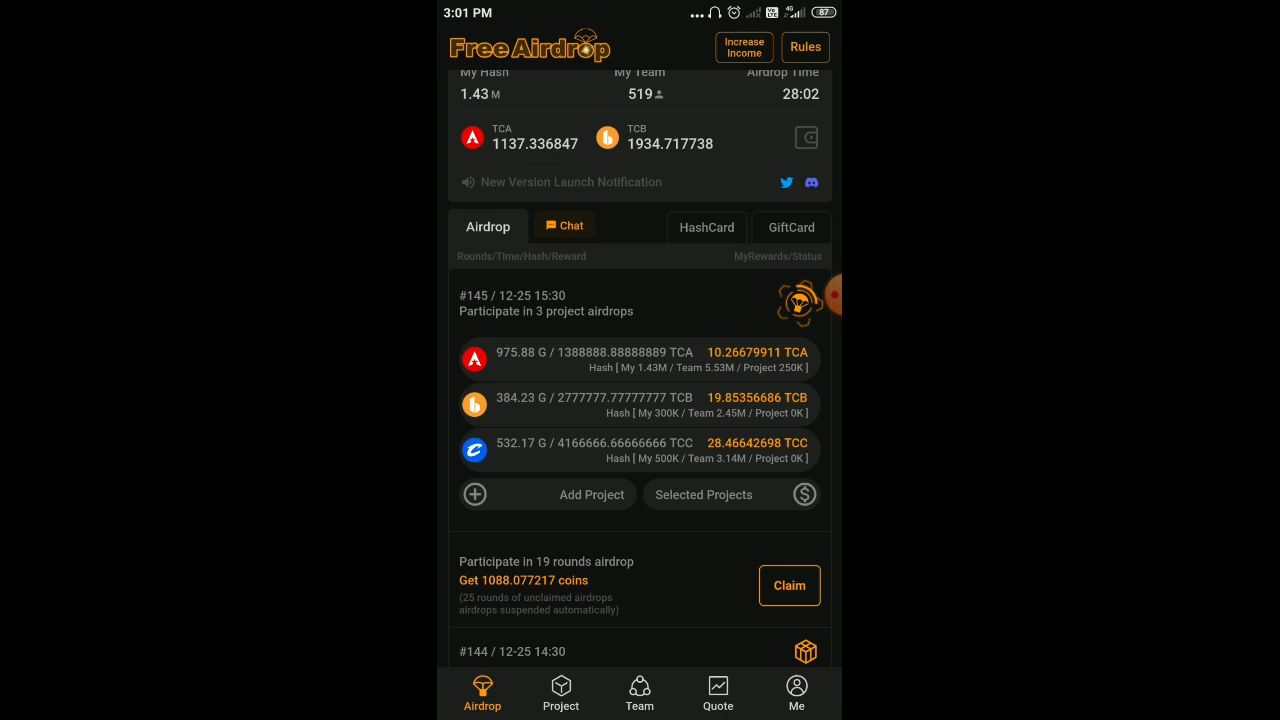 3:01 PM
4G
Vo LTE
87
Free Airdrop
Increase Income
Rules
My Hash My Team Airdrop Time
1.43 M 519 28:02
TCA TCB
1137.336847 1934.717738
New Version Launch Notification
Airdrop Chat HashCard GiftCard
Rounds/Time/Hash/Reward MyRewards/Status
#145 / 12-25 15:30
Participate in 3 project airdrops
975.88 G / 1388888.88888889 TCA 10.26679911 TCA
Hash [ My 1.43M / Team 5.53M / Project 250K ]
384.23 G / 2777777.77777777 TCB 19.85356686 TCB
Hash [ My 300K / Team 2.45M / Project 0K ]
532.17 G / 4166666.66666666 TCC 28.46642698 TCC
Hash [ My 500K / Team 3.14M / Project 0K ]
Add Project Selected Projects
Participate in 19 rounds airdrop
Get 1088.077217 coins
(25 rounds of unclaimed airdrops
airdrops suspended automatically)
Claim
#144 / 12-25 14:30
Airdrop Project Team Quote Me